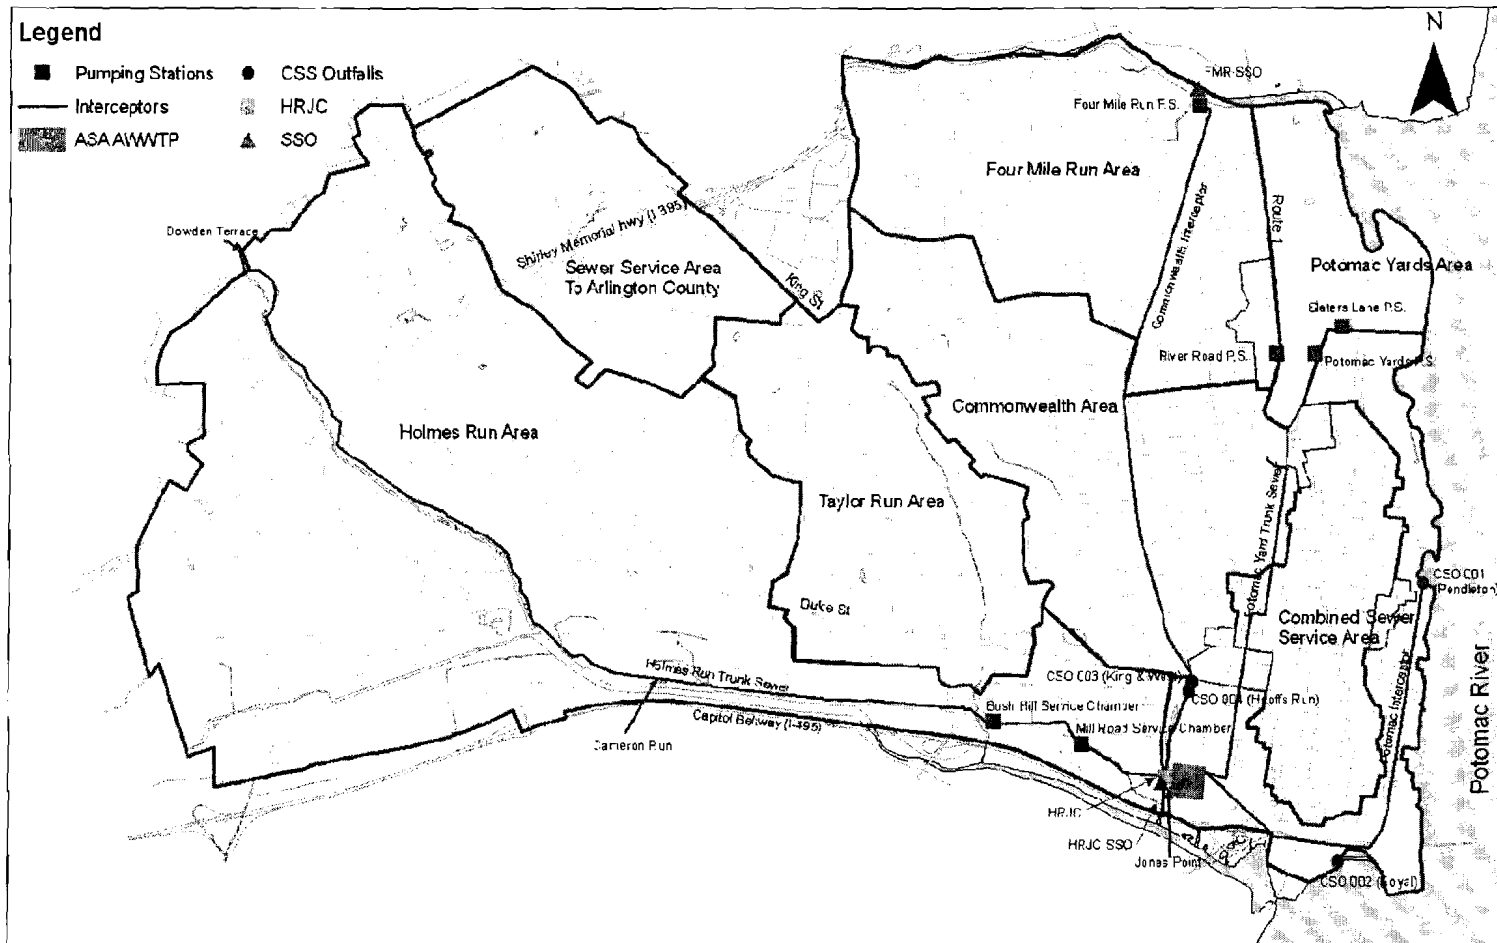 Legend
Pumping Stations
CSS Outfalls
Interceptors
HRJC
ASA AWWTP
SSO
N
MR-SSO
Four Mile Run P.S.
Four Mile Run Area
Dowden Terrace
Shirley Memorial hwy (I-395)
Sewer Service Area
To Arlington County
King St
Commonwealth Interceptor
Route 1
Potomac Yards Area
Slaters Lane P.S.
River Road P.S.
Potomac Yards P.S.
Commonwealth Area
Holmes Run Area
Taylor Run Area
Potomac Yard Trunk Sewer
CSO 001
(Pendleton)
Duke St
Combined Sewer
Service Area
Potomac Interceptor
Potomac River
Holmes Run Trunk Sewer
CSO 003 (King & West)
CSO 004 (Hooffs Run)
Bush Hill Service Chamber
Capitol Beltway (I-495)
Mill Road Service Chamber
Cameron Run
HRJC
HRJC SSO
Jones Point
CSO 002 (Royal)